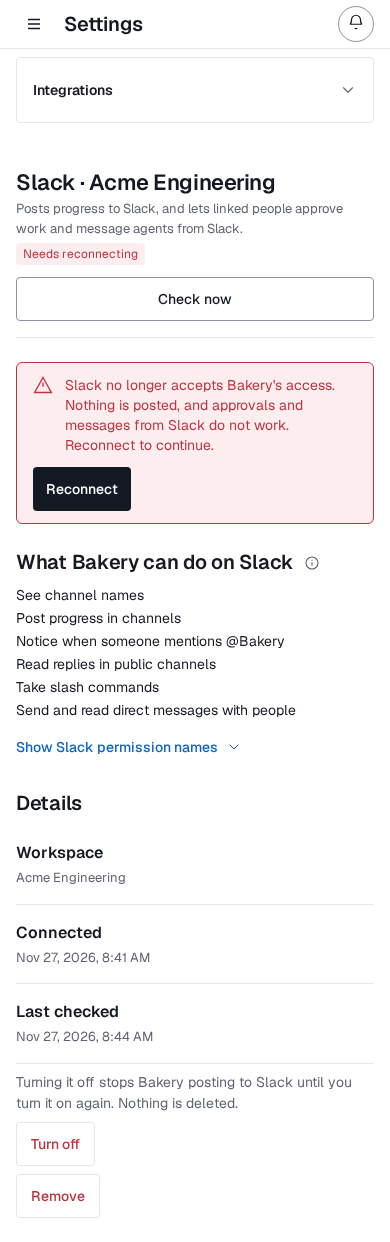 Settings
Integrations
Slack · Acme Engineering
Posts progress to Slack, and lets linked people approve
work and message agents from Slack.
Needs reconnecting
Check now
Slack no longer accepts Bakery's access.
Nothing is posted, and approvals and
messages from Slack do not work.
Reconnect to continue.
Reconnect
What Bakery can do on Slack
See channel names
Post progress in channels
Notice when someone mentions @Bakery
Read replies in public channels
Take slash commands
Send and read direct messages with people
Show Slack permission names
Details
Workspace
Acme Engineering
Connected
Nov 27, 2026, 8:41 AM
Last checked
Nov 27, 2026, 8:44 AM
Turning it off stops Bakery posting to Slack until you
turn it on again. Nothing is deleted.
Turn off
Remove